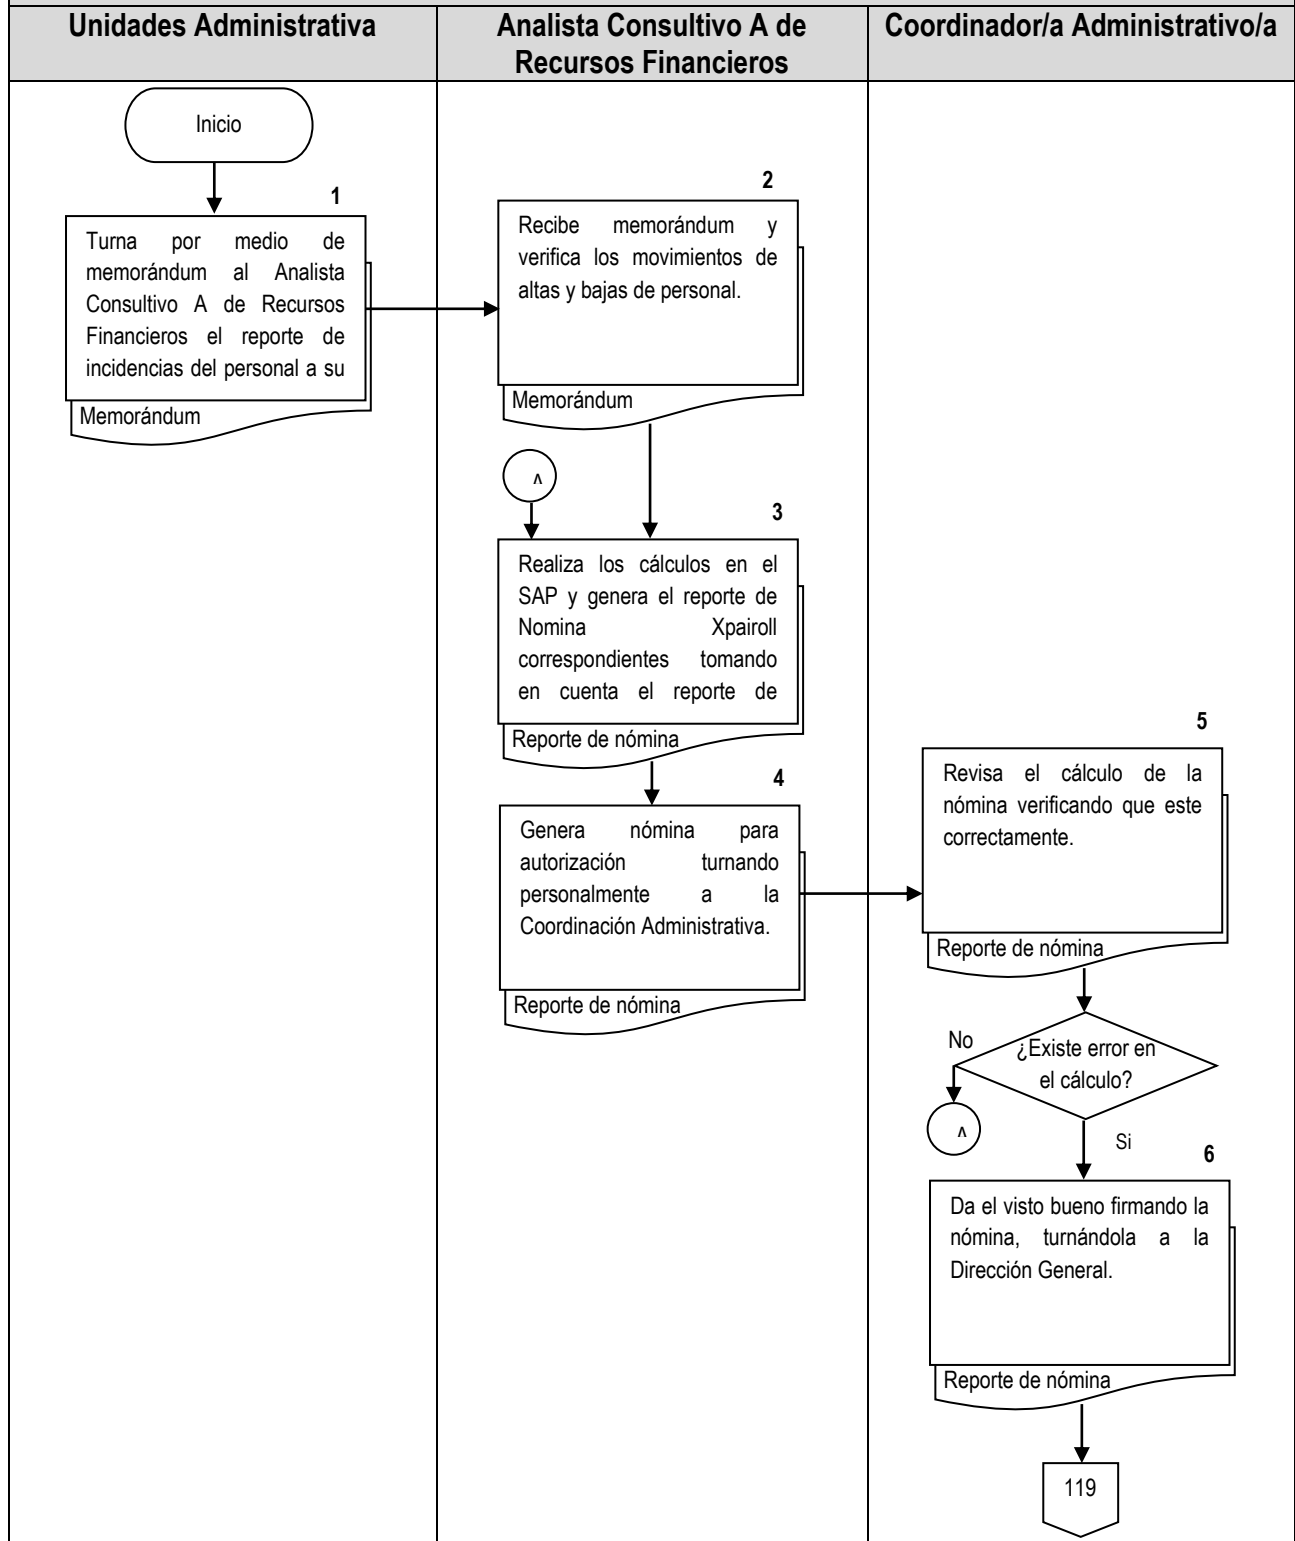 Unidades Administrativa
Analista Consultivo A de
Recursos Financieros
Coordinador/a Administrativo/a
Inicio
1
Turna por medio de
memorándum al Analista
Consultivo A de Recursos
Financieros el reporte de
incidencias del personal a su
Memorándum
2
Recibe memorándum y
verifica los movimientos de
altas y bajas de personal.
Memorándum
3
Realiza los cálculos en el
SAP y genera el reporte de
Nomina Xpairoll
correspondientes tomando
en cuenta el reporte de
Reporte de nómina
4
Genera nómina para
autorización turnando
personalmente a la
Coordinación Administrativa.
Reporte de nómina
5
Revisa el cálculo de la
nómina verificando que este
correctamente.
Reporte de nómina
No
¿Existe error en
el cálculo?
Si
6
Da el visto bueno firmando la
nómina, turnándola a la
Dirección General.
Reporte de nómina
119